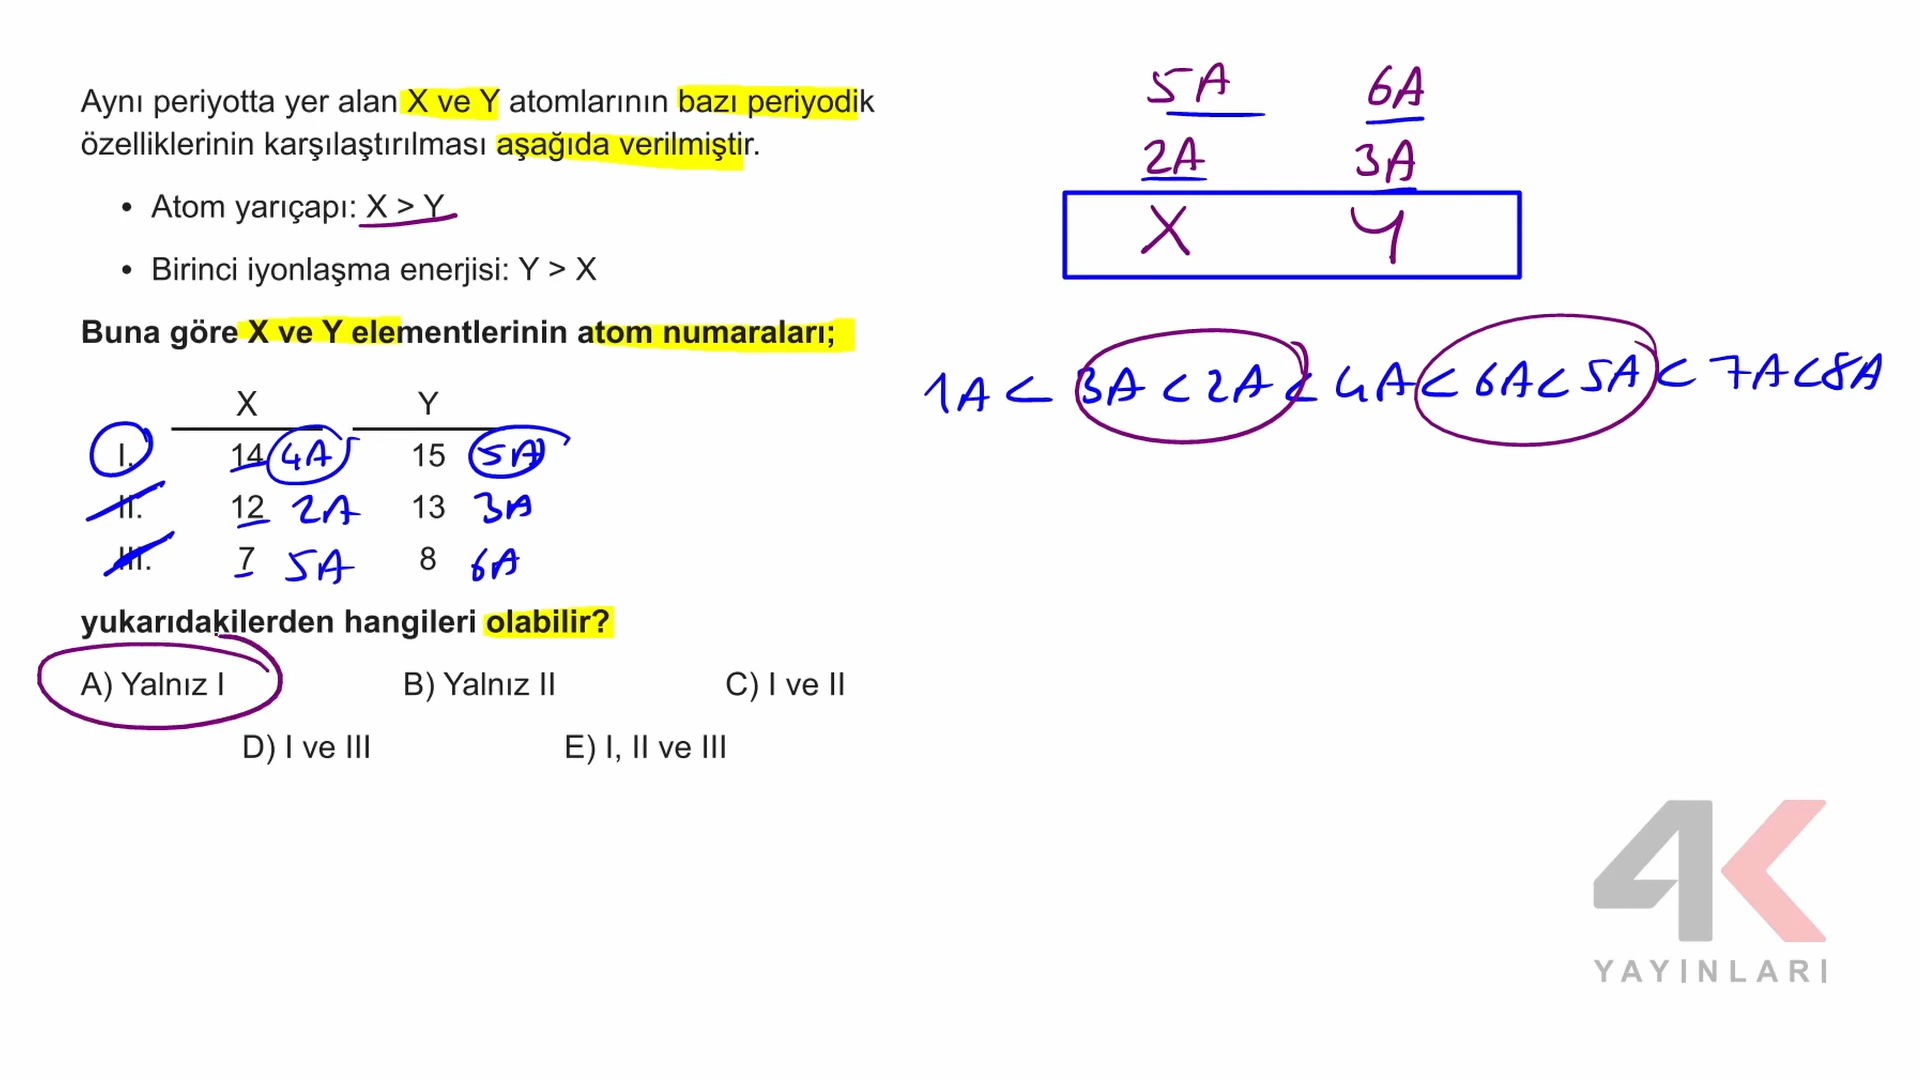 Aynı periyotta yer alan X ve Y atomlarının bazı periyodik
özelliklerinin karşılaştırılması aşağıda verilmiştir.
• Atom yarıçapı: X > Y
• Birinci iyonlaşma enerjisi: Y > X
Buna göre X ve Y elementlerinin atom numaraları;
X Y
I. 14 4A 15 5A
II. 12 2A 13 3A
III. 7 5A 8 6A
yukarıdakilerden hangileri olabilir?
A) Yalnız I B) Yalnız II C) I ve II
D) I ve III E) I, II ve III
5A 6A
2A 3A
X Y
1A < 3A < 2A < 4A < 6A < 5A < 7A < 8A
4K
YAYINLARI